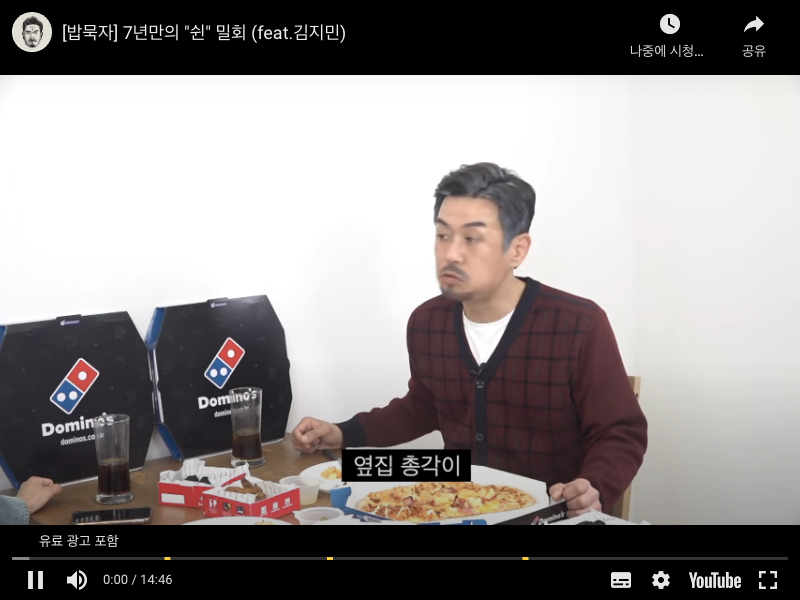 [밥묵자] 7년만의 "쉰" 밀회 (feat.김지민)
나중에 시청...
공유
Domino's
dominos.co.kr
Domino's
옆집 총각이
Domino's
유료 광고 포함
0:00 / 14:46
YouTube